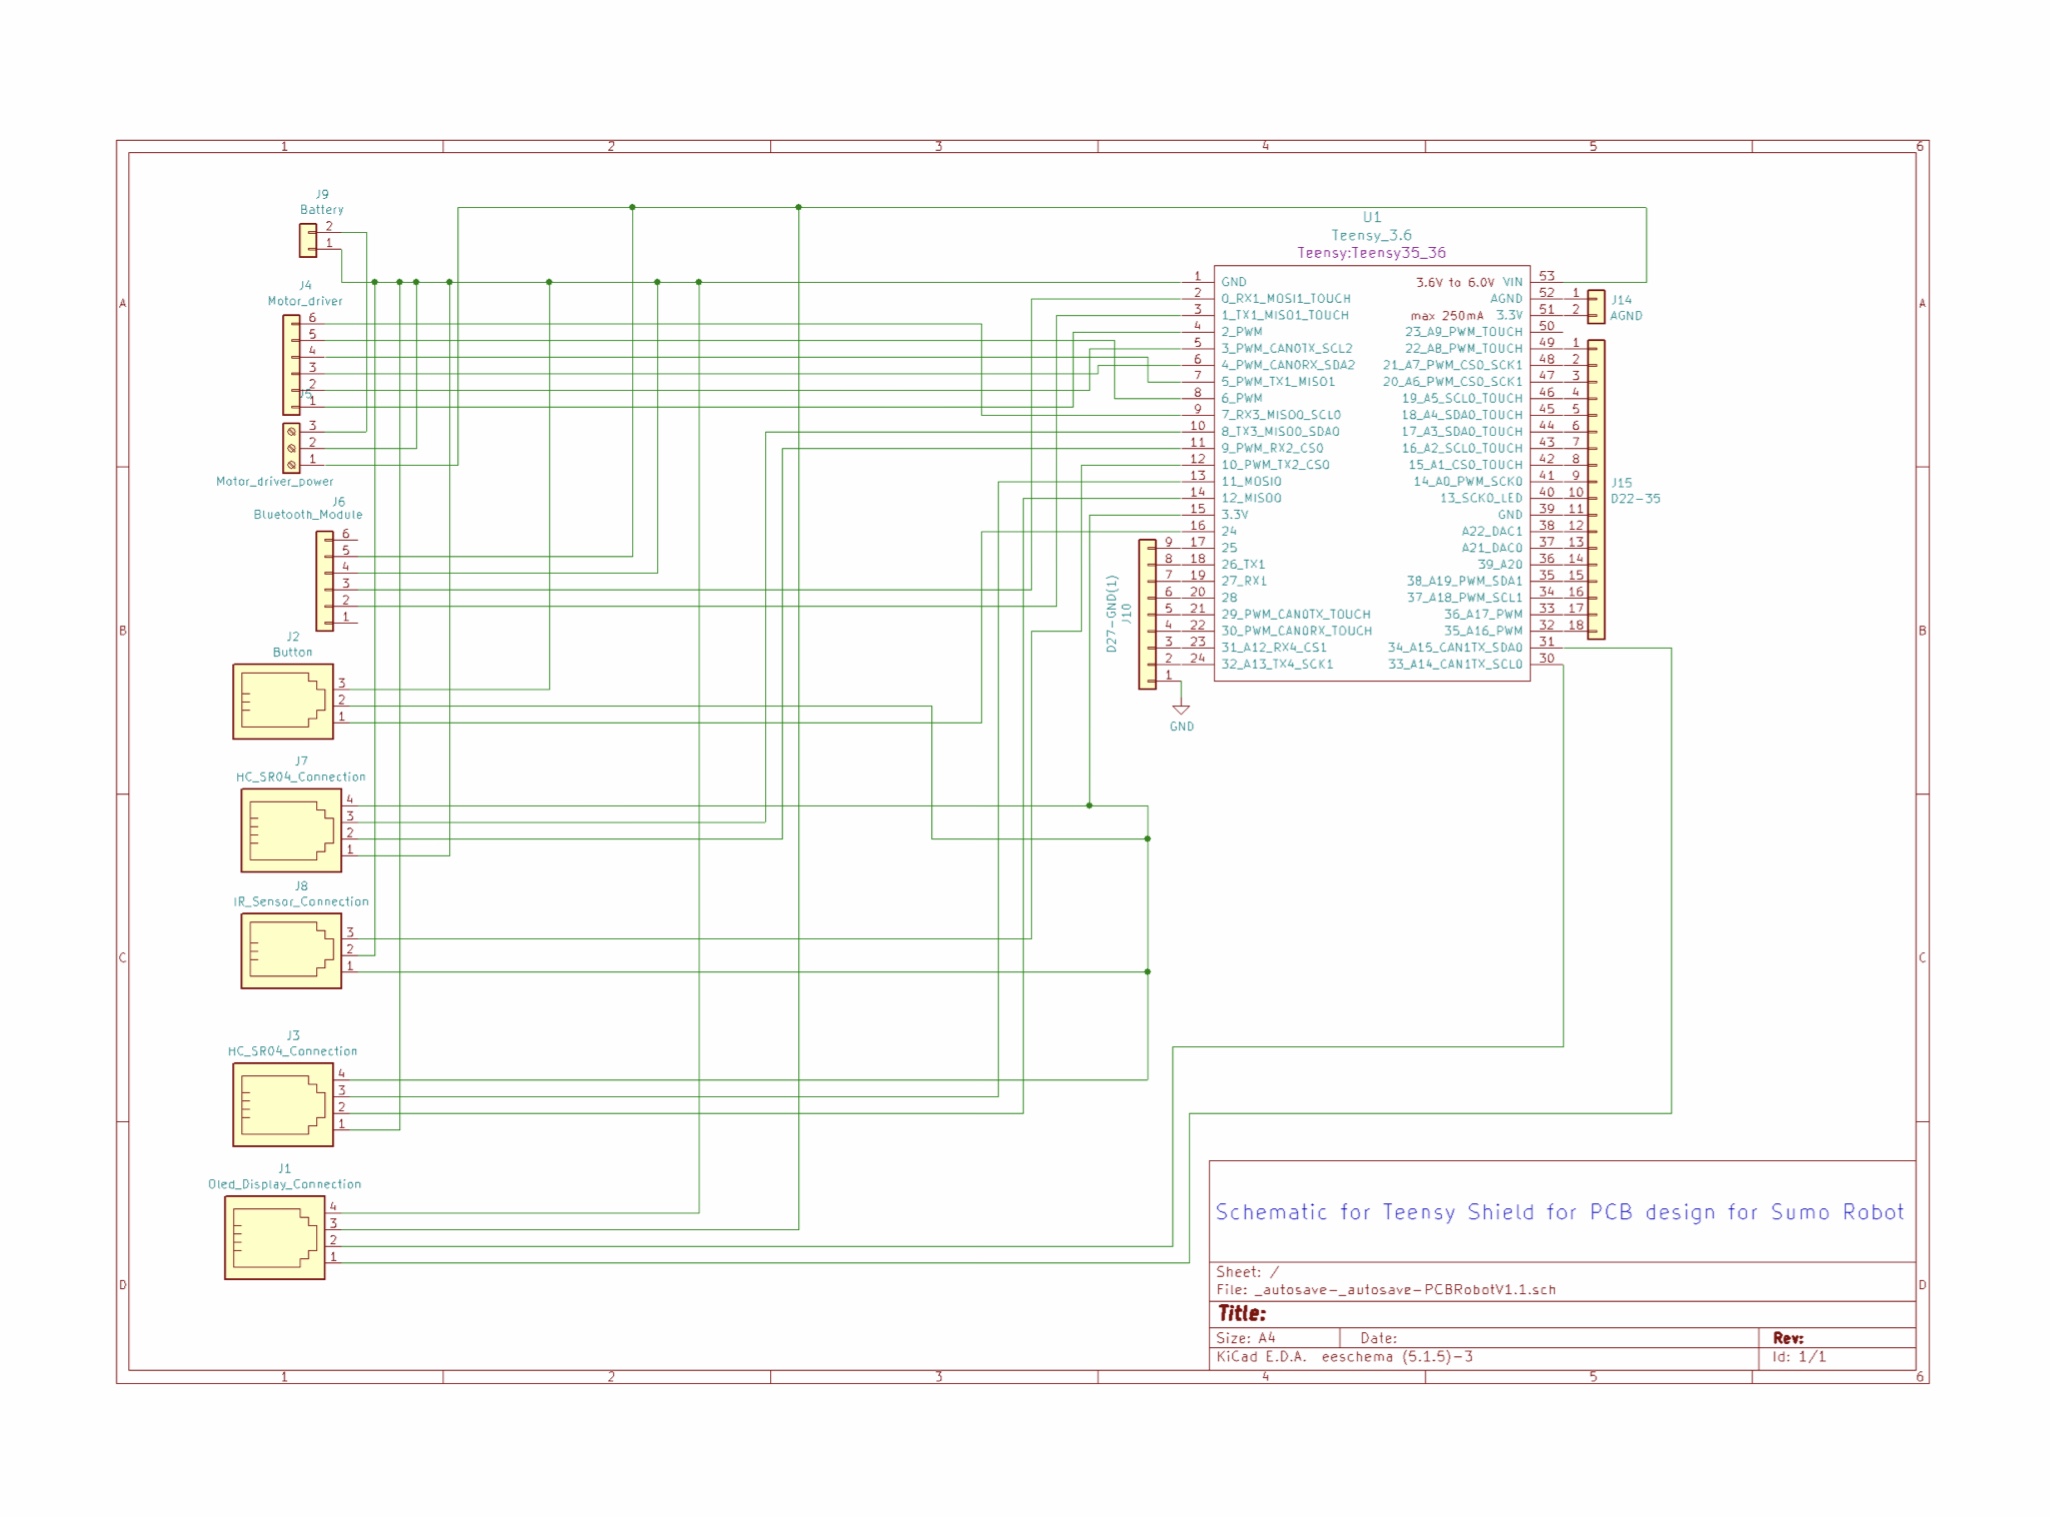 1 2 3 4 5 6
A
B
C
D
J9
Battery
2
1
J4
Motor_driver
6
5
4
3
2
J5
1
3
2
1
Motor_driver_power
J6
Bluetooth_Module
6
5
4
3
2
1
J2
Button
3
2
1
J7
HC_SR04_Connection
4
3
2
1
J8
IR_Sensor_Connection
3
2
1
J3
HC_SR04_Connection
4
3
2
1
J1
Oled_Display_Connection
4
3
2
1
U1
Teensy_3.6
Teensy:Teensy35_36
1 GND 3.6V to 6.0V VIN 53
2 0_RX1_MOSI1_TOUCH AGND 52 1
3 1_TX1_MISO1_TOUCH max 250mA 3.3V 51 2
J14
AGND
4 2_PWM 23_A9_PWM_TOUCH 50
5 3_PWM_CAN0TX_SCL2 22_A8_PWM_TOUCH 49 1
6 4_PWM_CAN0RX_SDA2 21_A7_PWM_CS0_SCK1 48 2
7 5_PWM_TX1_MISO1 20_A6_PWM_CS0_SCK1 47 3
8 6_PWM 19_A5_SCL0_TOUCH 46 4
9 7_RX3_MISO0_SCL0 18_A4_SDA0_TOUCH 45 5
10 8_TX3_MISO0_SDA0 17_A3_SDA0_TOUCH 44 6
11 9_PWM_RX2_CS0 16_A2_SCL0_TOUCH 43 7
12 10_PWM_TX2_CS0 15_A1_CS0_TOUCH 42 8
13 11_MOSI0 14_A0_PWM_SCK0 41 9
14 12_MISO0 13_SCK0_LED 40 10
15 3.3V GND 39 11
16 24 A22_DAC1 38 12
9 17 25 A21_DAC0 37 13
8 18 26_TX1 39_A20 36 14
7 19 27_RX1 38_A19_PWM_SDA1 35 15
6 20 28 37_A18_PWM_SCL1 34 16
5 21 29_PWM_CAN0TX_TOUCH 36_A17_PWM 33 17
4 22 30_PWM_CAN0RX_TOUCH 35_A16_PWM 32 18
3 23 31_A12_RX4_CS1 34_A15_CAN1TX_SDA0 31
2 24 32_A13_TX4_SCK1 33_A14_CAN1TX_SCL0 30
1
J15
D22-35
D27-GND(1)
J10
GND
A
B
C
D
Schematic for Teensy Shield for PCB design for Sumo Robot
Sheet: /
File: _autosave-_autosave-PCBRobotV1.1.sch
Title:
Size: A4 Date: Rev:
KiCad E.D.A. eeschema (5.1.5)-3 Id: 1/1
1 2 3 4 5 6